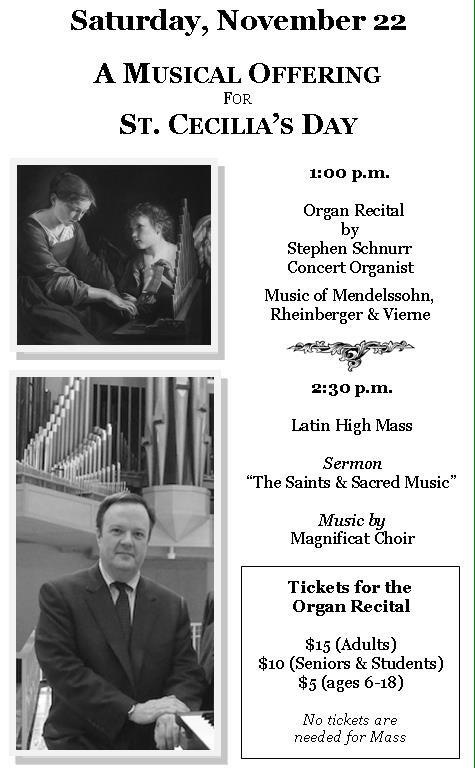 Saturday, November 22
A MUSICAL OFFERING
FOR
ST. CECILIA'S DAY
1:00 p.m.
Organ Recital
by
Stephen Schnurr
Concert Organist
Music of Mendelssohn,
Rheinberger & Vierne
2:30 p.m.
Latin High Mass
Sermon
“The Saints & Sacred Music”
Music by
Magnificat Choir
Tickets for the
Organ Recital
$15 (Adults)
$10 (Seniors & Students)
$5 (ages 6-18)
No tickets are
needed for Mass